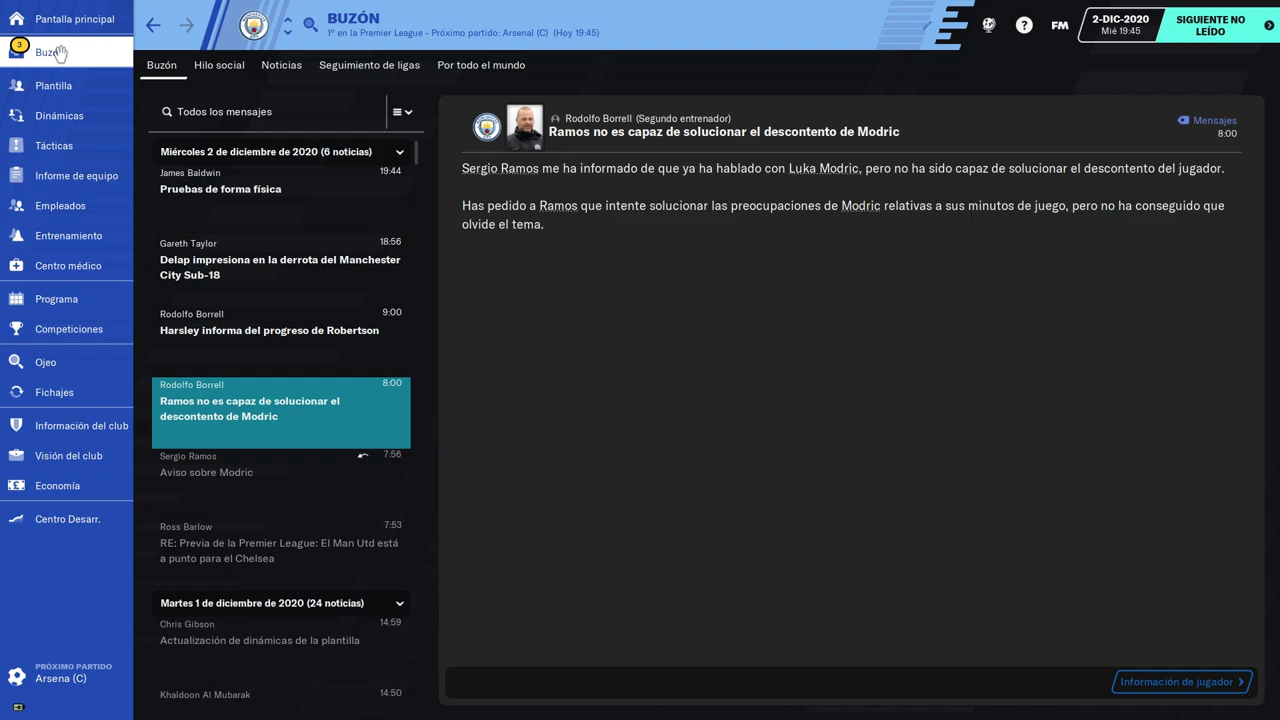 Pantalla principal
3
Buzó
Plantilla
Dinámicas
Tácticas
Informe de equipo
Empleados
Entrenamiento
Centro médico
Programa
Competiciones
Ojeo
Fichajes
Información del club
Visión del club
Economía
Centro Desarr.
PRÓXIMO PARTIDO
Arsena (C)
BUZÓN
1º en la Premier League - Próximo partido: Arsenal (C) (Hoy 19:45)
?
FM
2-DIC-2020
Mié 19:45
SIGUIENTE NO
LEÍDO
Buzón
Hilo social
Noticias
Seguimiento de ligas
Por todo el mundo
Todos los mensajes
Miércoles 2 de diciembre de 2020 (6 noticias)
James Baldwin 19:44
Pruebas de forma física
Gareth Taylor 18:56
Delap impresiona en la derrota del Manchester
City Sub-18
Rodolfo Borrell 9:00
Harsley informa del progreso de Robertson
Rodolfo Borrell 8:00
Ramos no es capaz de solucionar el
descontento de Modric
Sergio Ramos 7:56
Aviso sobre Modric
Ross Barlow 7:53
RE: Previa de la Premier League: El Man Utd está
a punto para el Chelsea
Martes 1 de diciembre de 2020 (24 noticias)
Chris Gibson 14:59
Actualización de dinámicas de la plantilla
Khaldoon Al Mubarak 14:50
Rodolfo Borrell (Segundo entrenador)
Ramos no es capaz de solucionar el descontento de Modric
Mensajes
8:00
Sergio Ramos me ha informado de que ya ha hablado con Luka Modric, pero no ha sido capaz de solucionar el descontento del jugador.
Has pedido a Ramos que intente solucionar las preocupaciones de Modric relativas a sus minutos de juego, pero no ha conseguido que
olvide el tema.
Información de jugador